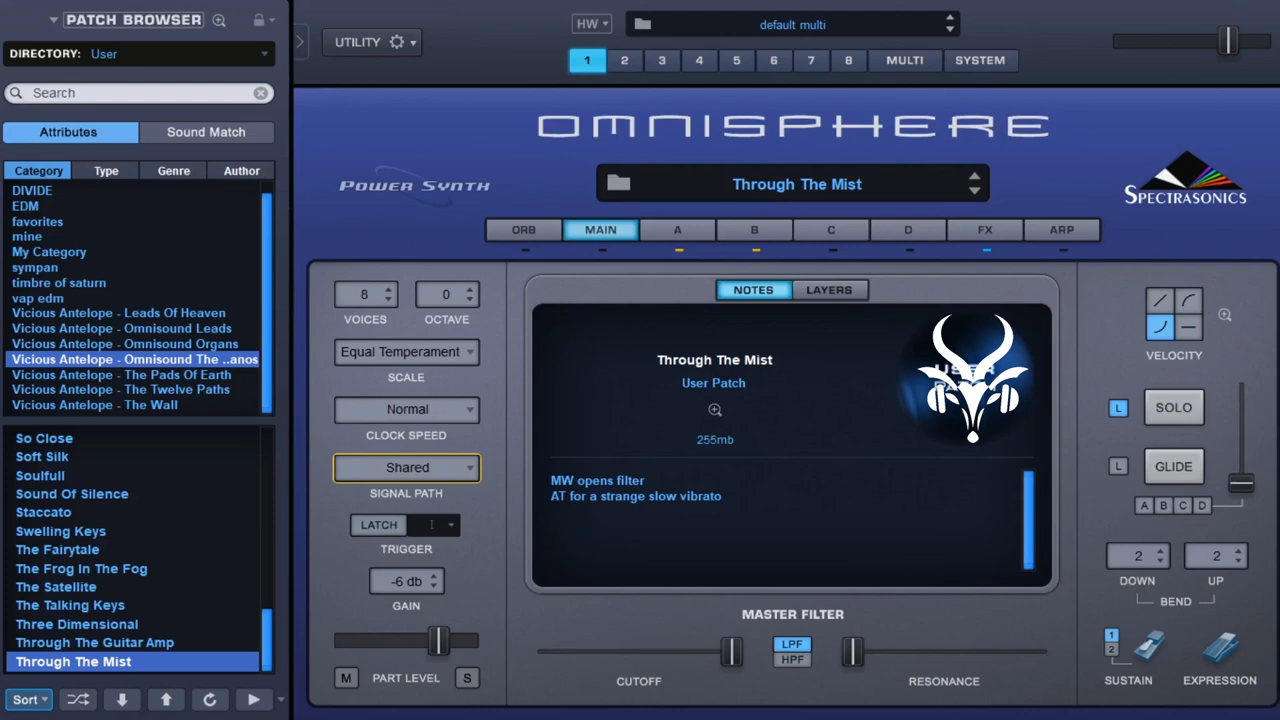 PATCH BROWSER
DIRECTORY: User
Search
Attributes
Sound Match
Category
Type
Genre
Author
DIVIDE
EDM
favorites
mine
My Category
sympan
timbre of saturn
vap edm
Vicious Antelope - Leads Of Heaven
Vicious Antelope - Omnisound Leads
Vicious Antelope - Omnisound Organs
Vicious Antelope - Omnisound The ..anos
Vicious Antelope - The Pads Of Earth
Vicious Antelope - The Twelve Paths
Vicious Antelope - The Wall
So Close
Soft Silk
Soulfull
Sound Of Silence
Staccato
Swelling Keys
The Fairytale
The Frog In The Fog
The Satellite
The Talking Keys
Three Dimensional
Through The Guitar Amp
Through The Mist
Sort
UTILITY
HW
default multi
1 2 3 4 5 6 7 8 MULTI SYSTEM
OMNISPHERE
POWER SYNTH
Through The Mist
SPECTRASONICS
ORB MAIN A B C D FX ARP
8
0
VOICES
OCTAVE
Equal Temperament
SCALE
Normal
CLOCK SPEED
Shared
SIGNAL PATH
LATCH
TRIGGER
-6 db
GAIN
M PART LEVEL S
NOTES
LAYERS
Through The Mist
User Patch
255mb
USER
MW opens filter
AT for a strange slow vibrato
MASTER FILTER
LPF
HPF
CUTOFF
RESONANCE
VELOCITY
L SOLO
L GLIDE
A B C D
2
2
DOWN
UP
BEND
1
2
SUSTAIN
EXPRESSION